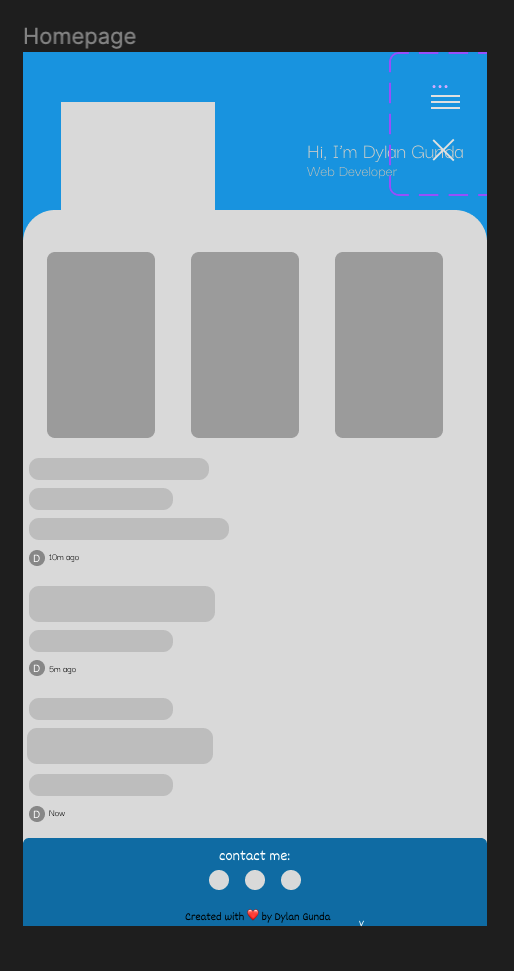 Homepage
Hi, I'm Dylan Gunda
Web Developer
D 10m ago
D 5m ago
D Now
contact me:
Created with ❤️ by Dylan Gunda
v